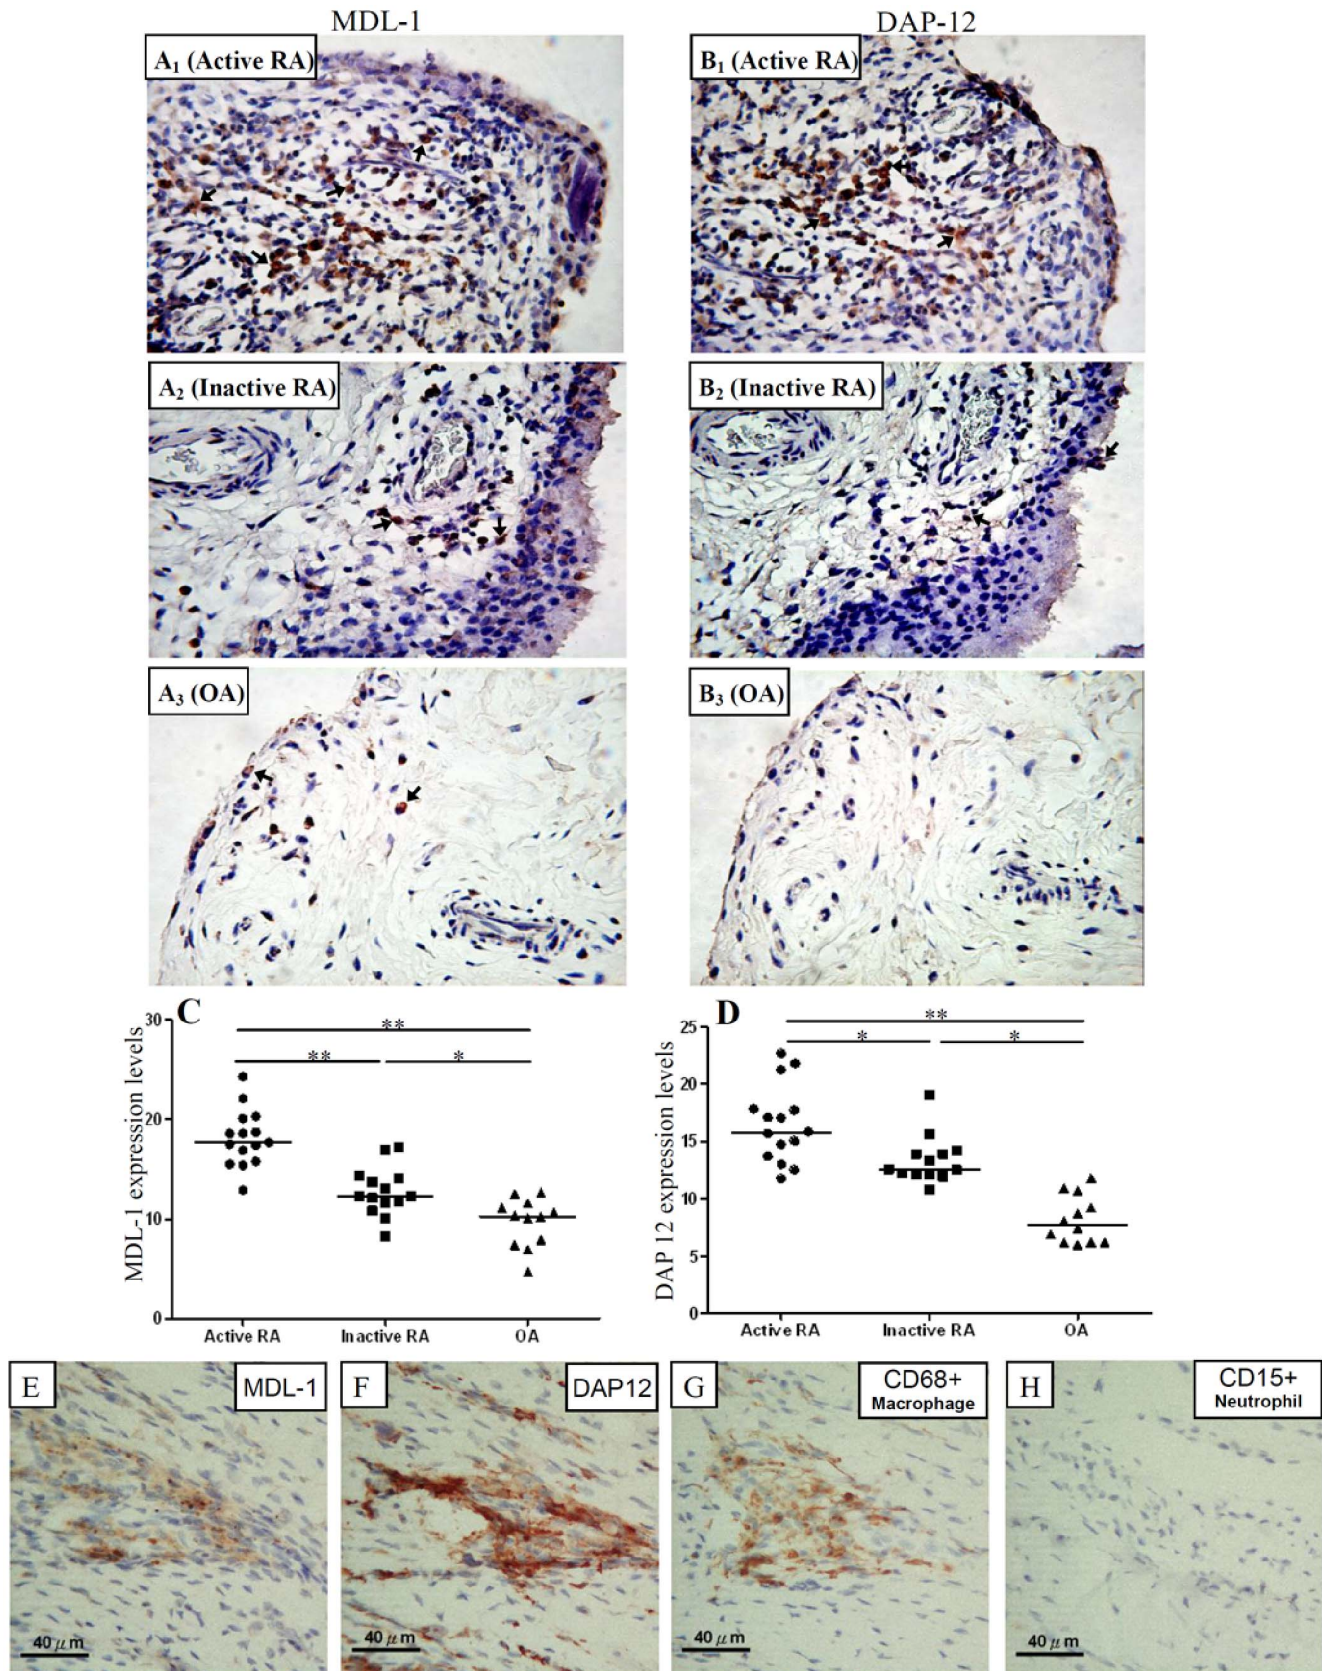 MDL-1
DAP-12
A₁ (Active RA)
B₁ (Active RA)
A₂ (Inactive RA)
B₂ (Inactive RA)
A₃ (OA)
B₃ (OA)
C
MDL-1 expression levels
30
20
10
0
**
**
*
Active RA
Inactive RA
OA
D
DAP 12 expression levels
25
20
15
10
5
0
**
*
*
Active RA
Inactive RA
OA
E
MDL-1
40 μm
F
DAP12
40 μm
G
CD68+
Macrophage
40 μm
H
CD15+
Neutrophil
40 μm